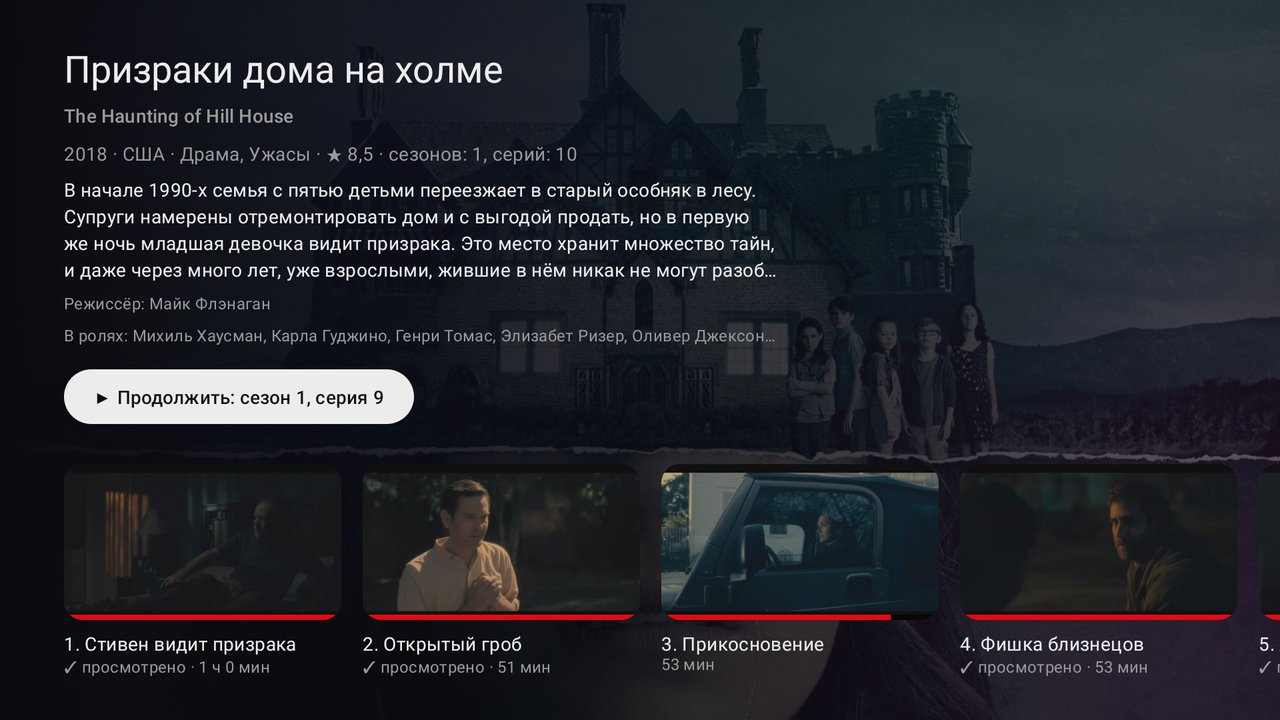 Призраки дома на холме
The Haunting of Hill House
2018 · США · Драма, Ужасы · ★ 8,5 · сезонов: 1, серий: 10
В начале 1990-х семья с пятью детьми переезжает в старый особняк в лесу.
Супруги намерены отремонтировать дом и с выгодой продать, но в первую
же ночь младшая девочка видит призрака. Это место хранит множество тайн,
и даже через много лет, уже взрослыми, жившие в нём никак не могут разоб…
Режиссёр: Майк Флэнаган
В ролях: Михиль Хаусман, Карла Гуджино, Генри Томас, Элизабет Ризер, Оливер Джексон…
► Продолжить: сезон 1, серия 9
1. Стивен видит призрака
✓ просмотрено · 1 ч 0 мин
2. Открытый гроб
✓ просмотрено · 51 мин
3. Прикосновение
53 мин
4. Фишка близнецов
✓ просмотрено · 53 мин
5.
✓